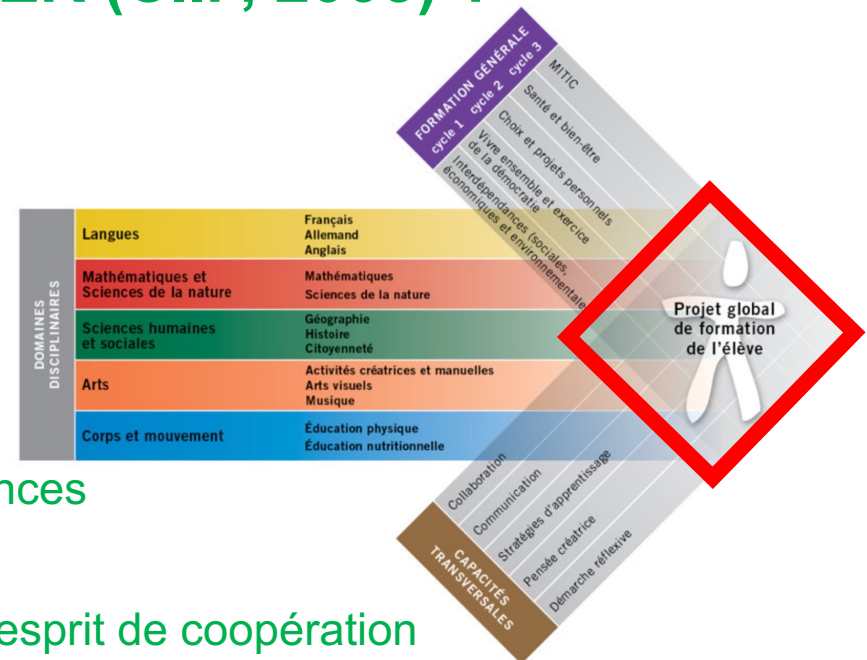 FORMATION GÉNÉRALE
cycle 1 cycle 2 cycle 3
MITIC
Santé et bien-être
Choix et projets personnels
Vivre ensemble et exercice
de la démocratie
Interdépendances (sociales,
économiques et environnementale
DOMAINES
DISCIPLINAIRES
Langues
Français
Allemand
Anglais
Mathématiques et
Sciences de la nature
Mathématiques
Sciences de la nature
Sciences humaines
et sociales
Géographie
Histoire
Citoyenneté
Arts
Activités créatrices et manuelles
Arts visuels
Musique
Corps et mouvement
Éducation physique
Éducation nutritionnelle
Projet global
de formation
de l'élève
Collaboration
Communication
Stratégies d'apprentissage
Pensée créatrice
Démarche réflexive
CAPACITÉS
TRANSVERSALES
nces
esprit de coopération